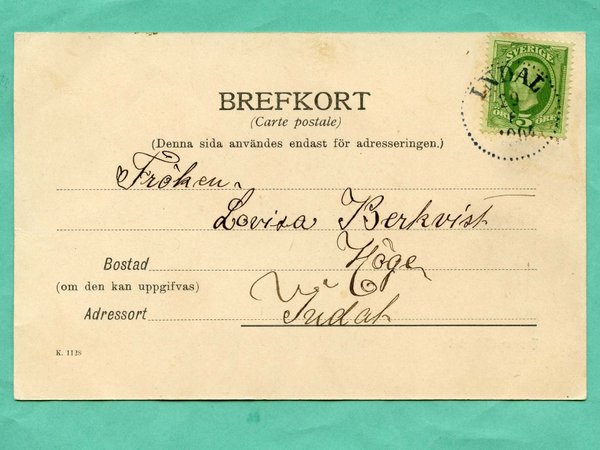 SVERIGE
INDAL
5
BREFKORT
(Carte postale)
(Denna sida användes endast för adresseringen.)
Fröken
Lovisa Berkvist
Bostad Höge
(om den kan uppgifvas)
Adressort Indal
K. 1128